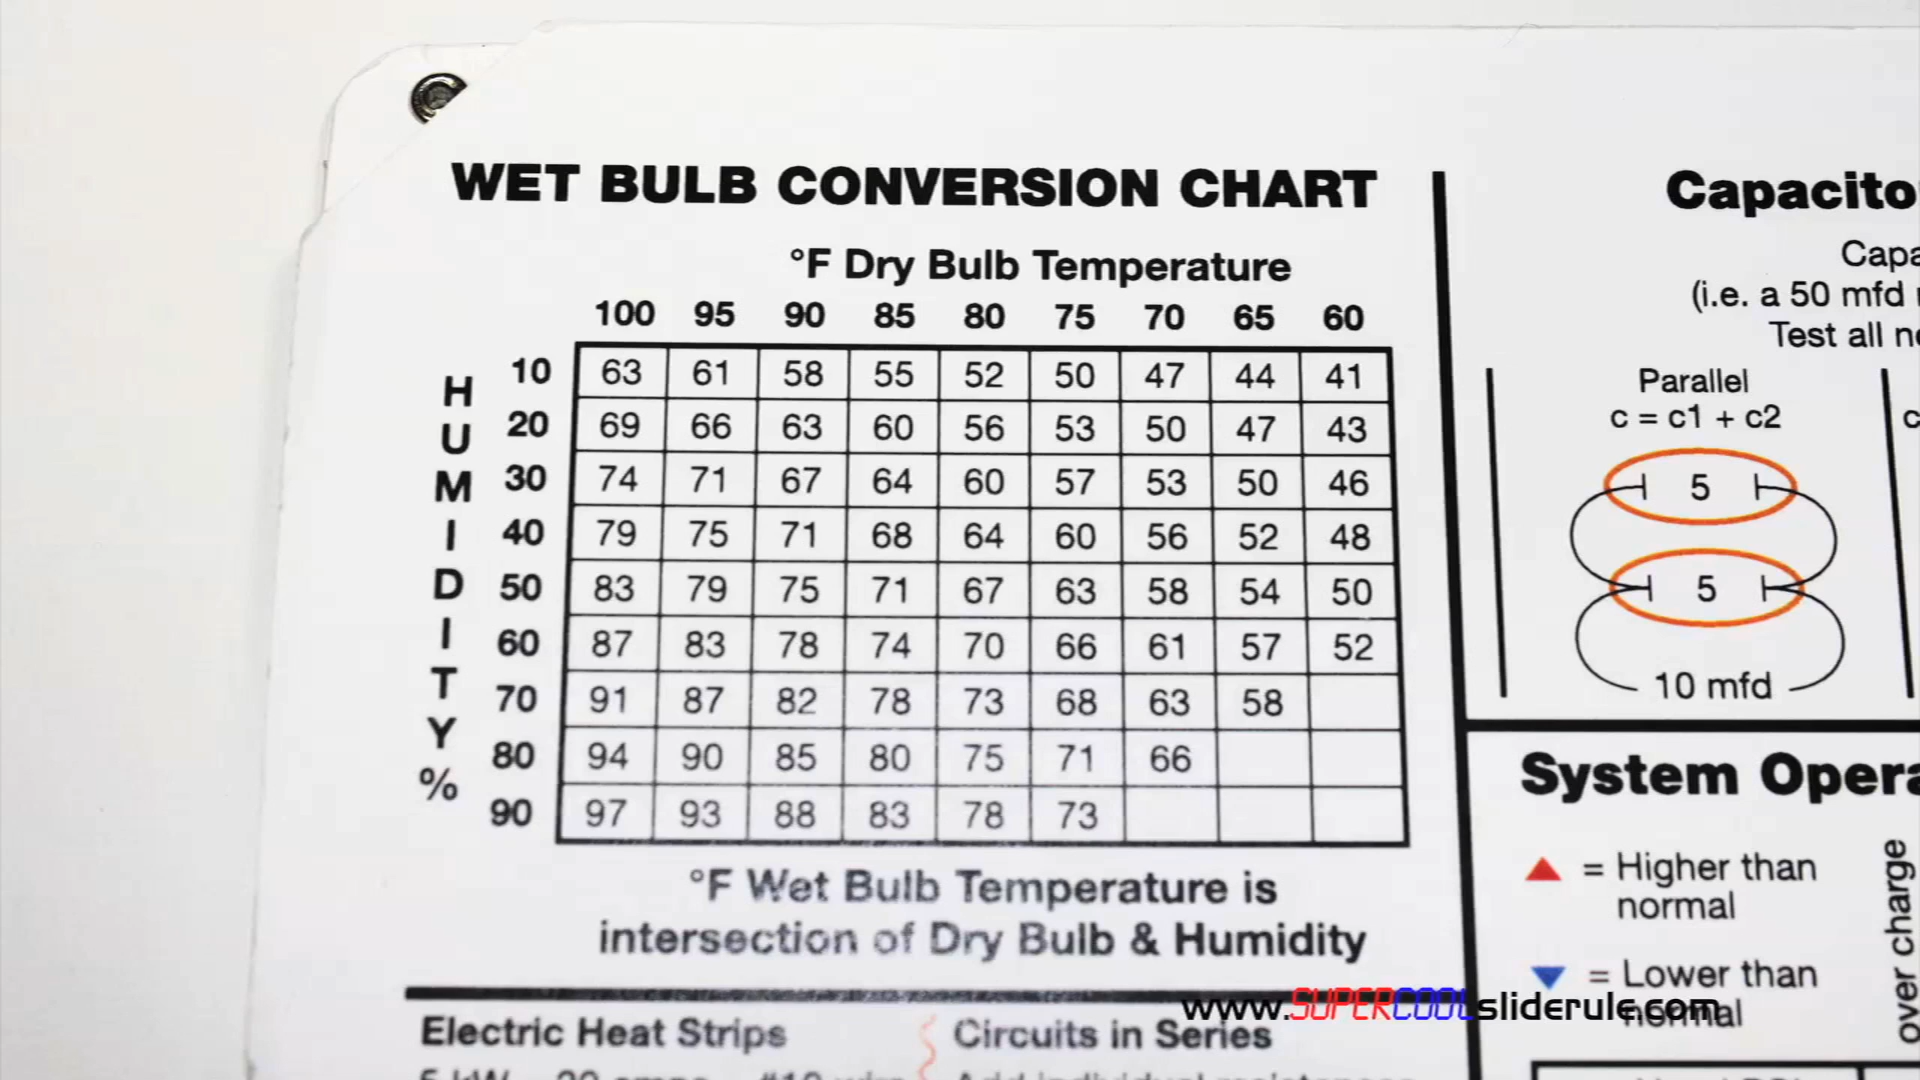 WET BULB CONVERSION CHART
°F Dry Bulb Temperature
100 95 90 85 80 75 70 65 60
HUMIDITY %
10 63 61 58 55 52 50 47 44 41
20 69 66 63 60 56 53 50 47 43
30 74 71 67 64 60 57 53 50 46
40 79 75 71 68 64 60 56 52 48
50 83 79 75 71 67 63 58 54 50
60 87 83 78 74 70 66 61 57 52
70 91 87 82 78 73 68 63 58
80 94 90 85 80 75 71 66
90 97 93 88 83 78 73
°F Wet Bulb Temperature is
intersection of Dry Bulb & Humidity
Electric Heat Strips
Circuits in Series
Capacito
Capa
(i.e. a 50 mfd
Test all
Parallel
c = c1 + c2
c
5
5
10 mfd
System Opera
= Higher than
normal
= Lower than
normal
over charge
www.SUPERCOOLsliderule.com